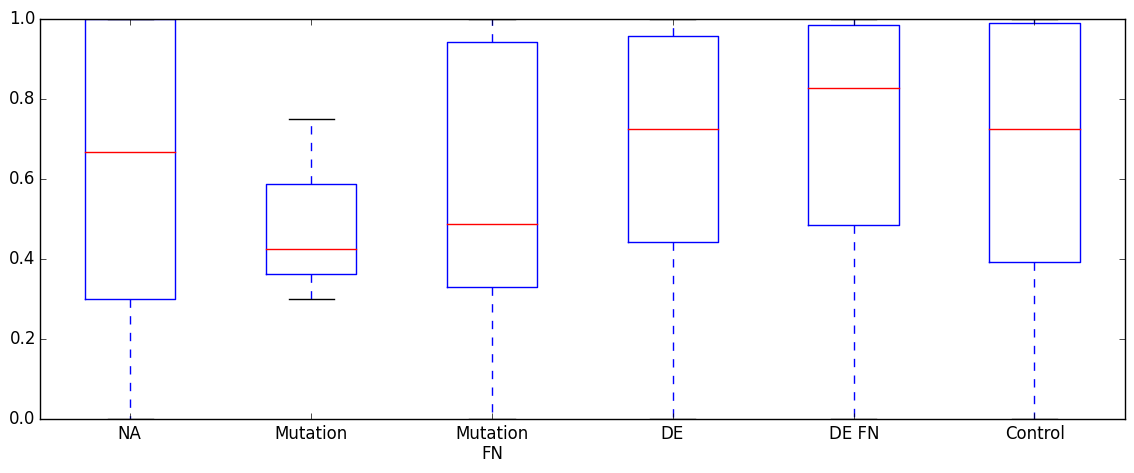 1.0
0.8
0.6
0.4
0.2
0.0
NA
Mutation
Mutation
FN
DE
DE FN
Control